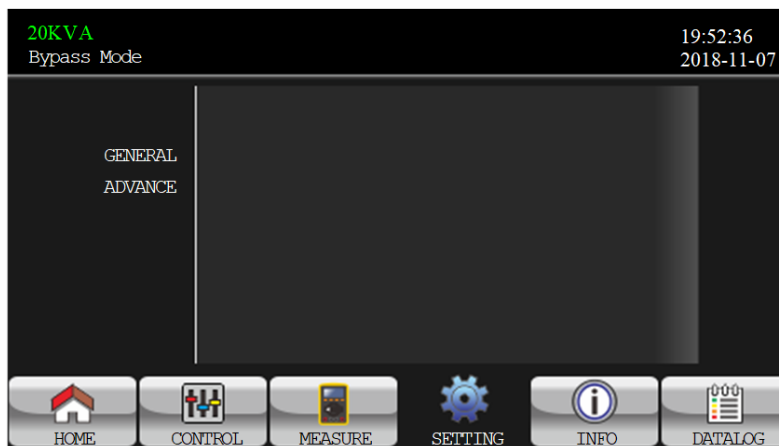 20KVA
Bypass Mode
19:52:36
2018-11-07
GENERAL
ADVANCE
HOME
CONTROL
MEASURE
SETTING
INFO
DATALOG